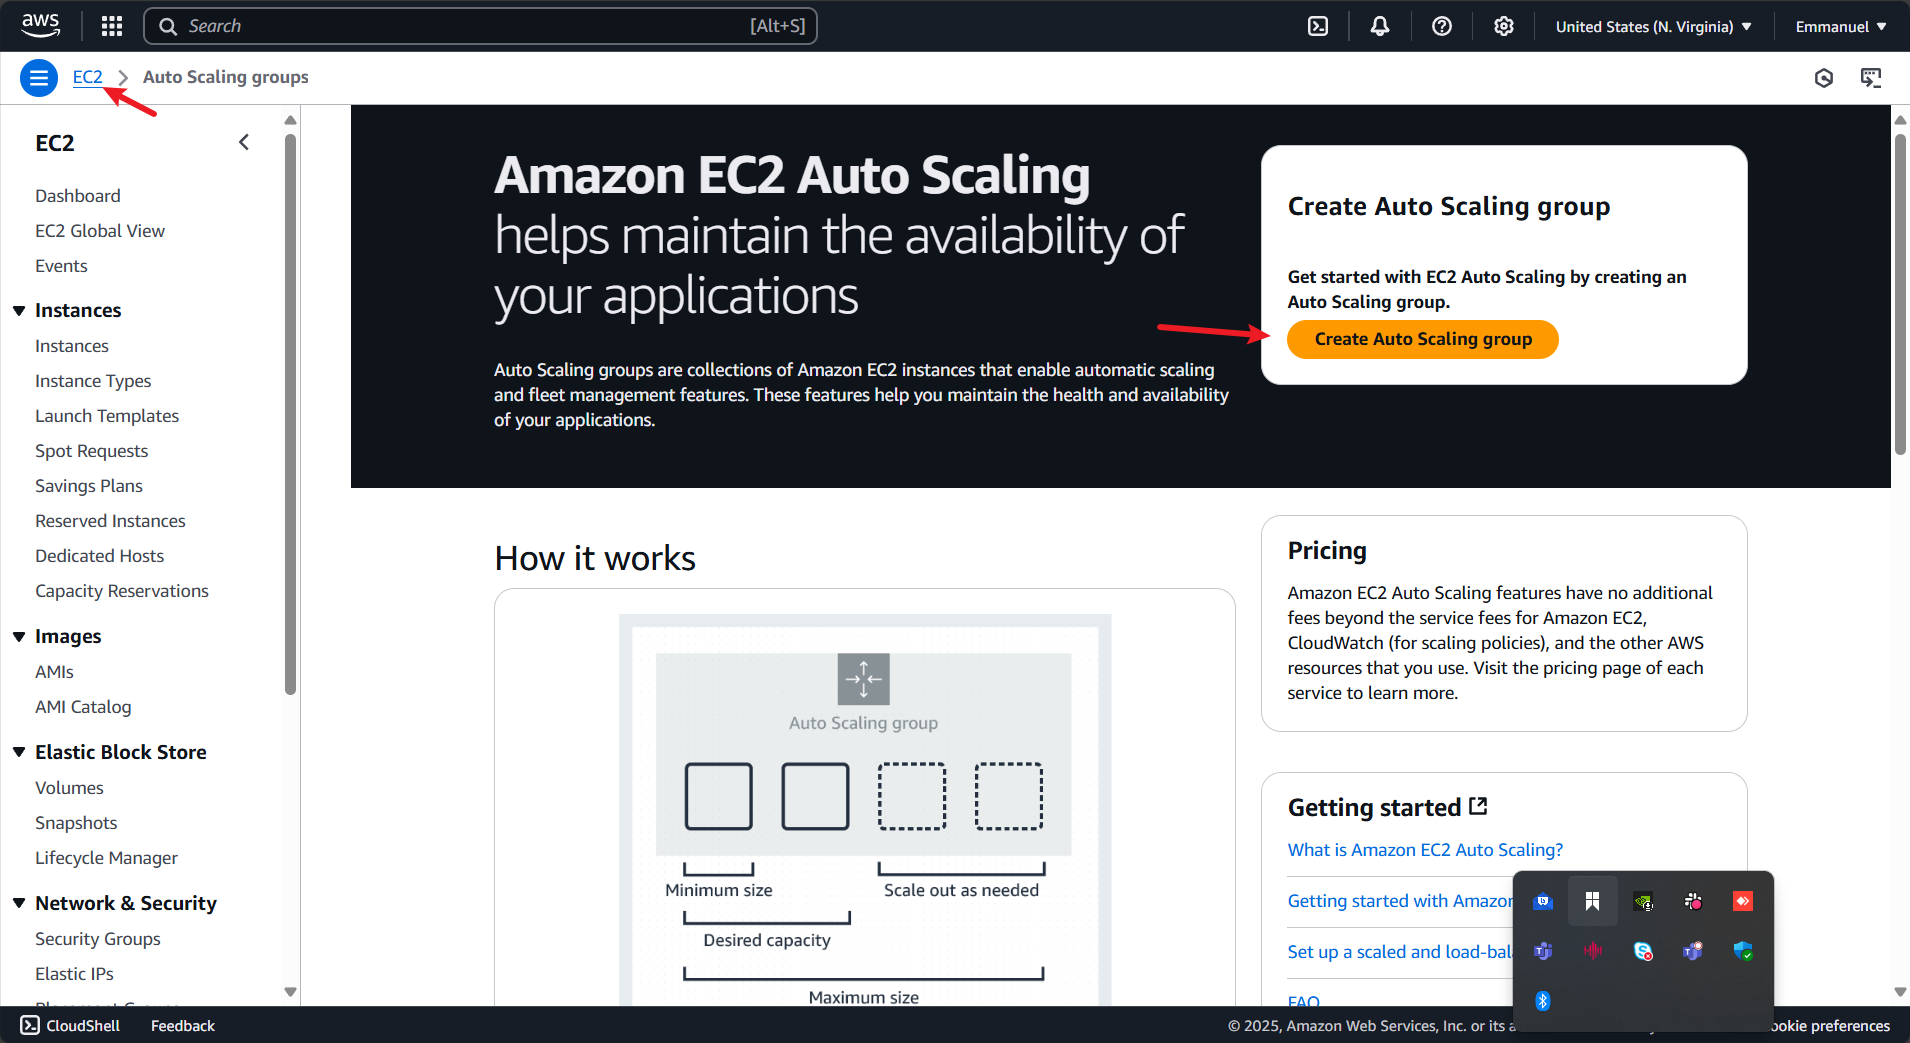 aws
Search
[Alt+S]
United States (N. Virginia)
Emmanuel
EC2
Auto Scaling groups
EC2
Dashboard
EC2 Global View
Events
Instances
Instances
Instance Types
Launch Templates
Spot Requests
Savings Plans
Reserved Instances
Dedicated Hosts
Capacity Reservations
Images
AMIs
AMI Catalog
Elastic Block Store
Volumes
Snapshots
Lifecycle Manager
Network & Security
Security Groups
Elastic IPs
Amazon EC2 Auto Scaling
helps maintain the availability of
your applications
Auto Scaling groups are collections of Amazon EC2 instances that enable automatic scaling
and fleet management features. These features help you maintain the health and availability
of your applications.
Create Auto Scaling group
Get started with EC2 Auto Scaling by creating an
Auto Scaling group.
Create Auto Scaling group
How it works
Auto Scaling group
Minimum size
Scale out as needed
Desired capacity
Maximum size
Pricing
Amazon EC2 Auto Scaling features have no additional
fees beyond the service fees for Amazon EC2,
CloudWatch (for scaling policies), and the other AWS
resources that you use. Visit the pricing page of each
service to learn more.
Getting started
What is Amazon EC2 Auto Scaling?
Getting started with Amazon
Set up a scaled and load-bal
FAQ
CloudShell
Feedback
© 2025, Amazon Web Services, Inc. or its a
ookie preferences